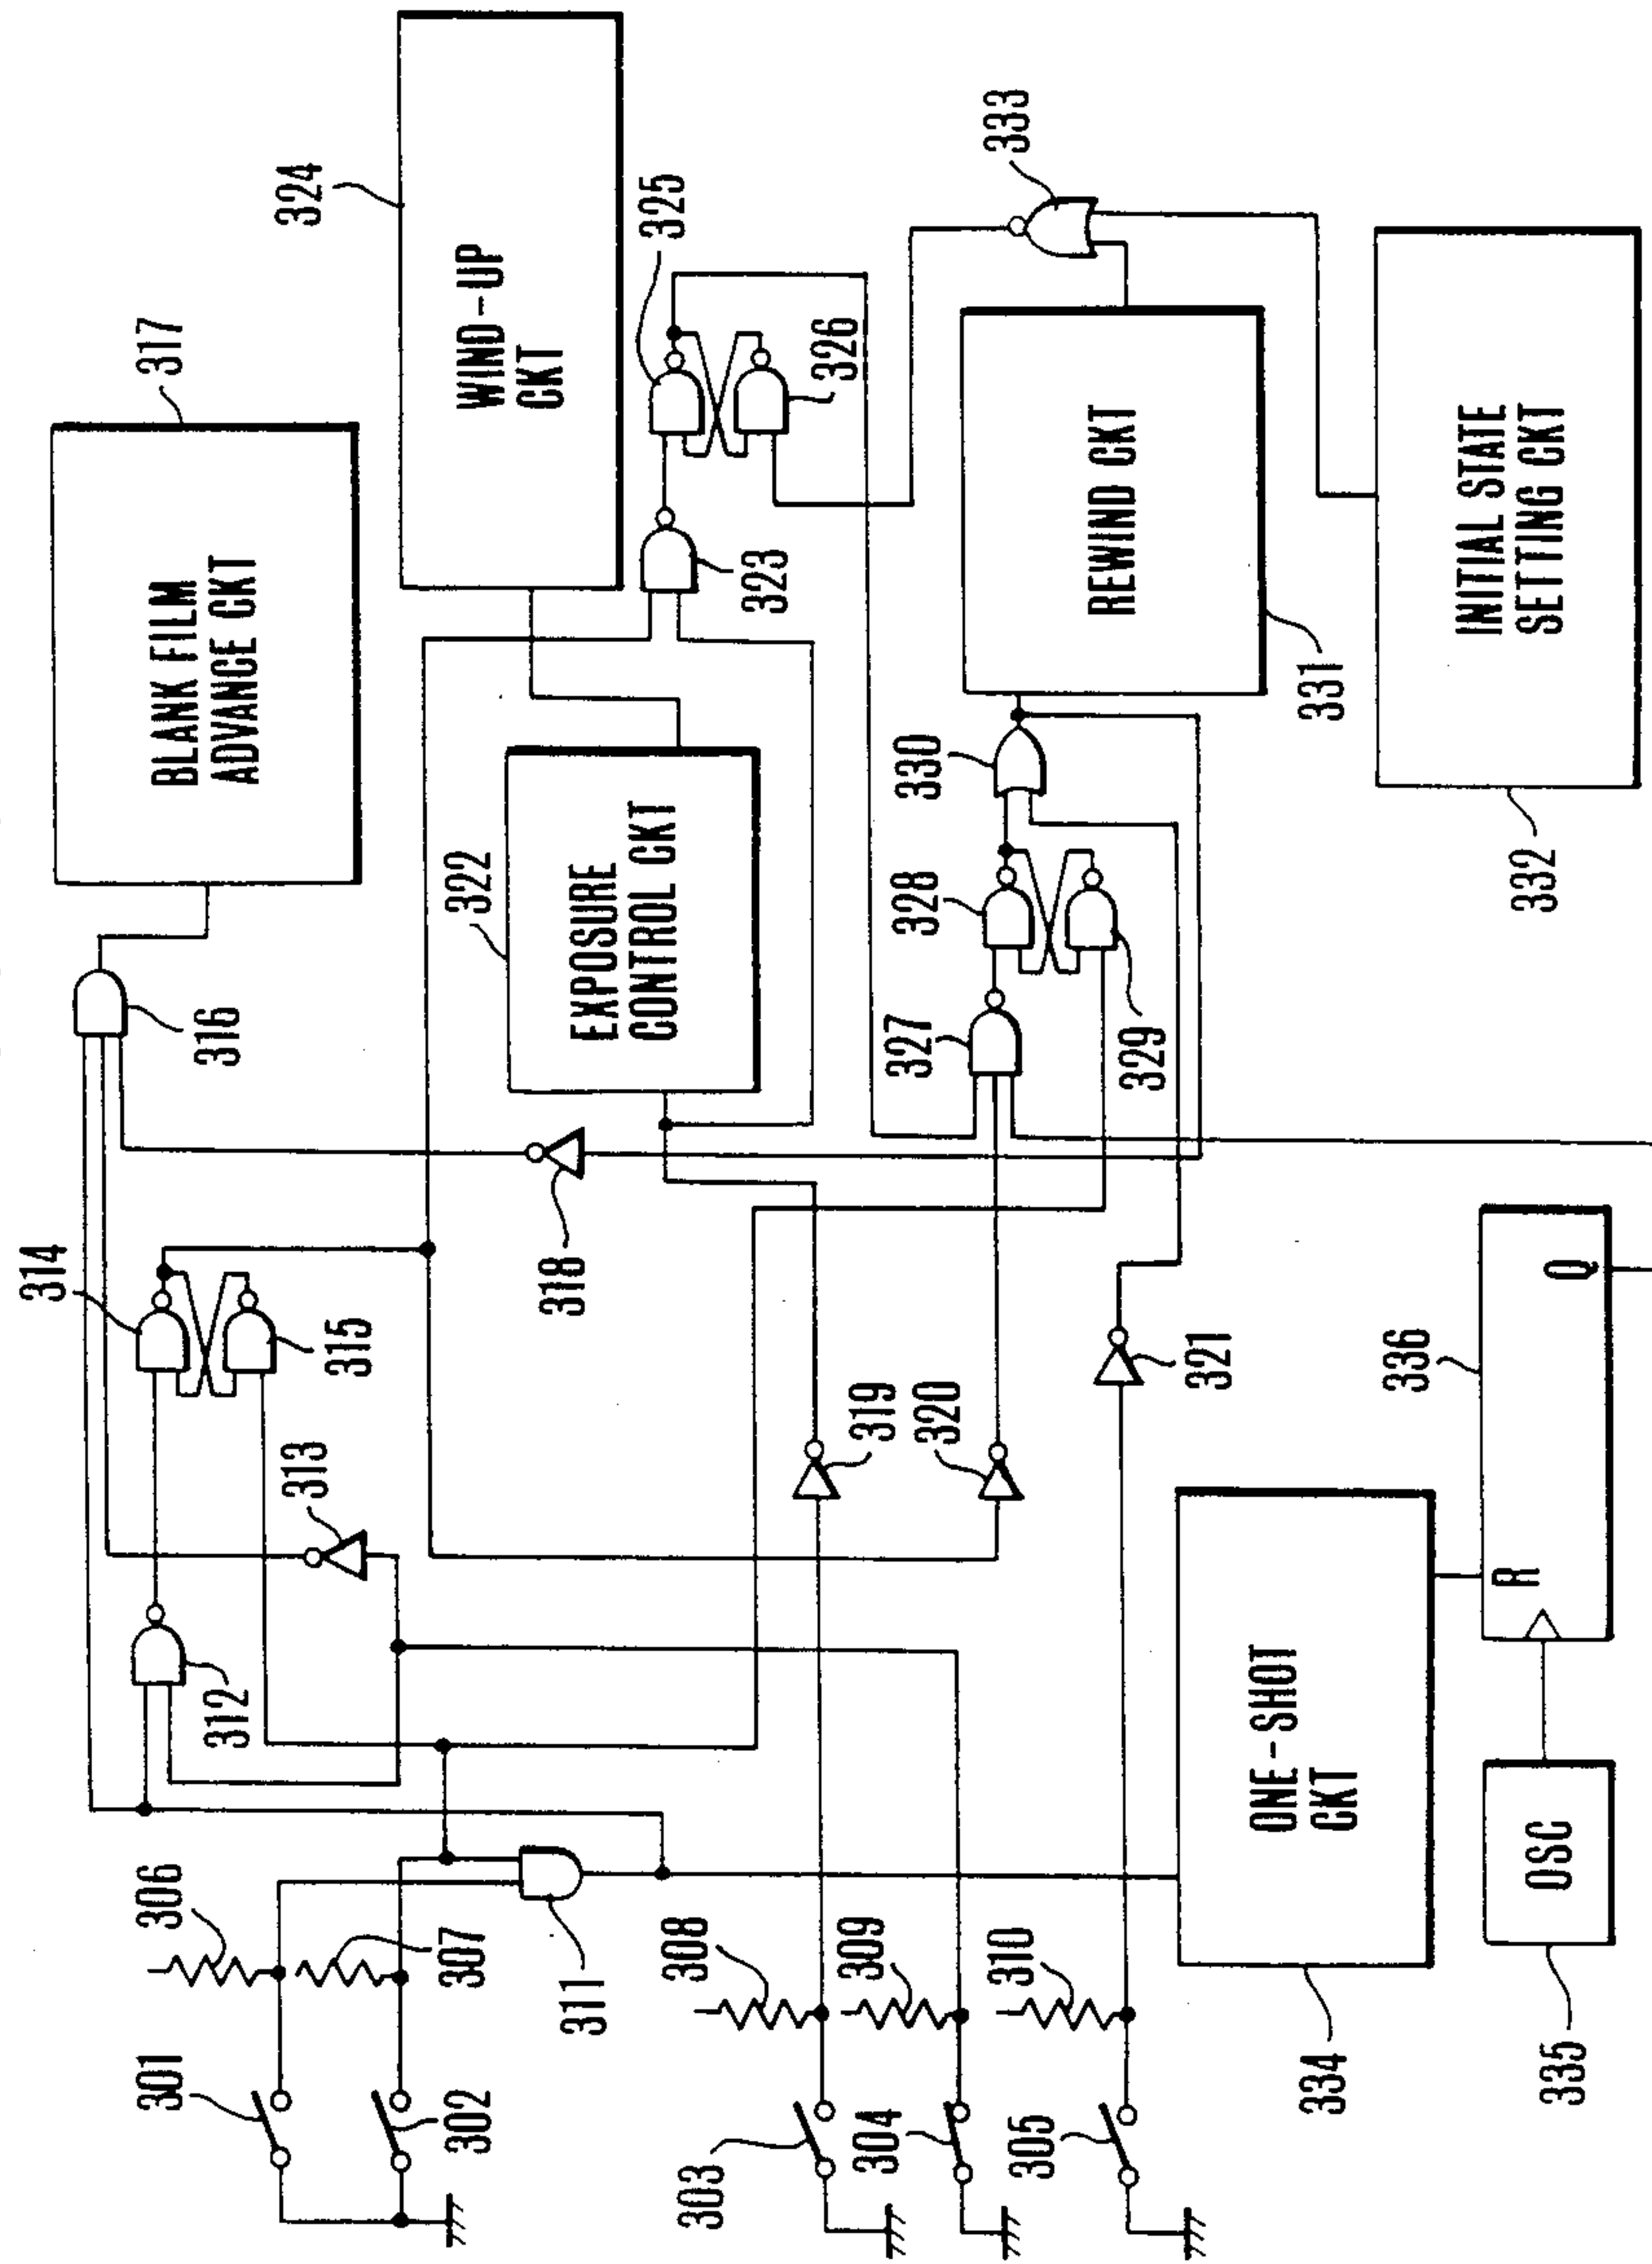 301
302
303
304
305
306
307
308
309
310
311
312
313
314
315
316
BLANK FILM
ADVANCE CKT
317
318
319
320
321
EXPOSURE
CONTROL CKT
322
323
WIND-UP
CKT
324
325
326
327
328
329
330
REWIND CKT
331
INITIAL STATE
SETTING CKT
332
333
ONE-SHOT
CKT
334
OSC
335
R
Q
336